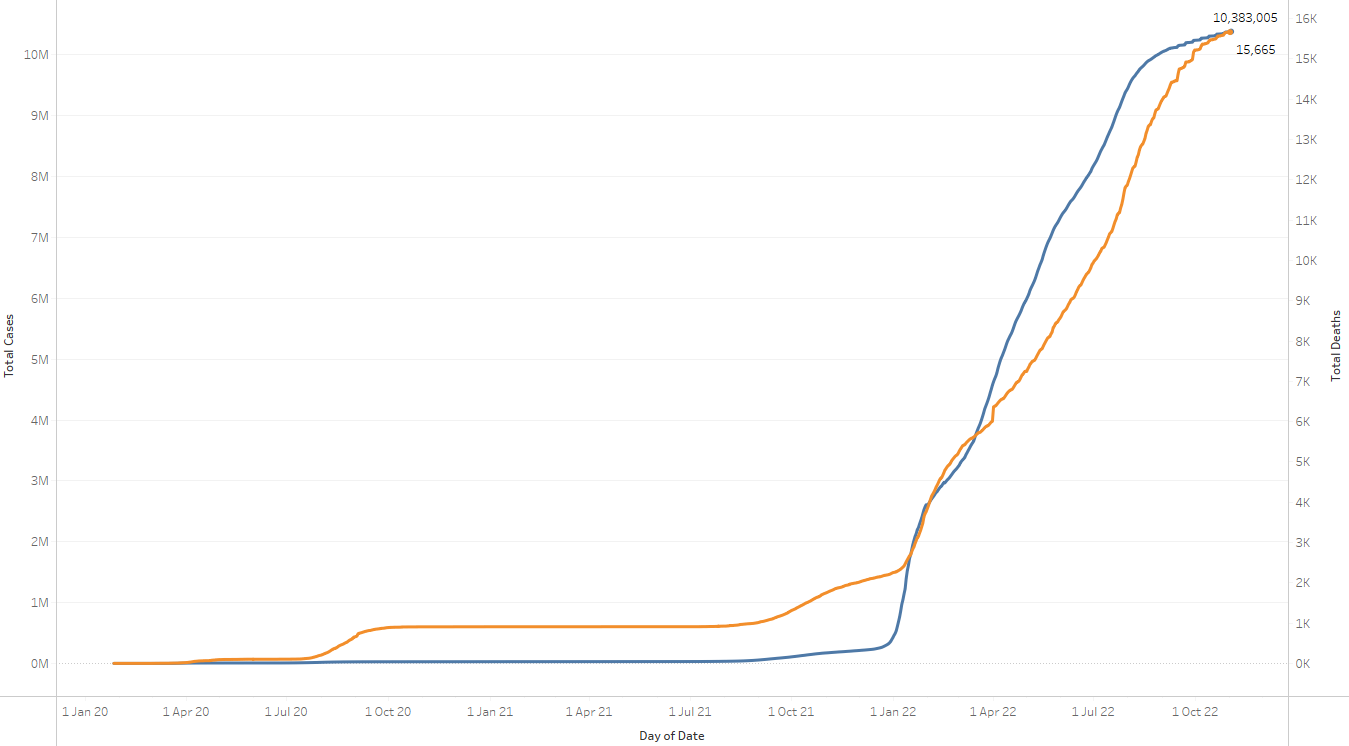 10,383,005
15,665
10M
9M
8M
7M
6M
5M
4M
3M
2M
1M
0M
Total Cases
16K
15K
14K
13K
12K
11K
10K
9K
8K
7K
6K
5K
4K
3K
2K
1K
0K
Total Deaths
1 Jan 20
1 Apr 20
1 Jul 20
1 Oct 20
1 Jan 21
1 Apr 21
1 Jul 21
1 Oct 21
1 Jan 22
1 Apr 22
1 Jul 22
1 Oct 22
Day of Date